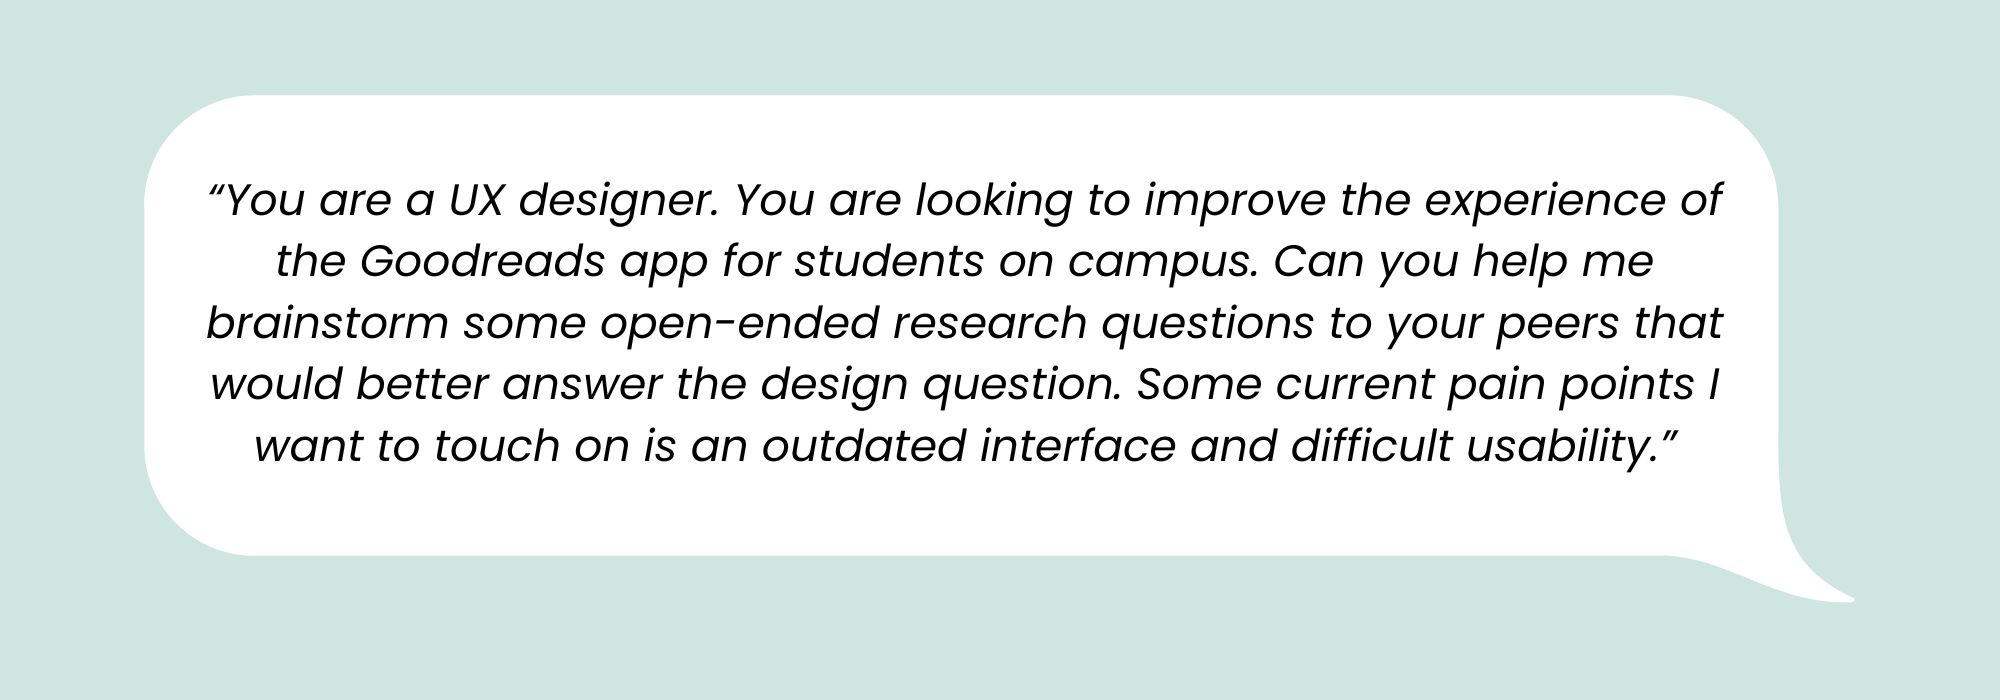 “You are a UX designer. You are looking to improve the experience of
the Goodreads app for students on campus. Can you help me
brainstorm some open-ended research questions to your peers that
would better answer the design question. Some current pain points I
want to touch on is an outdated interface and difficult usability.”